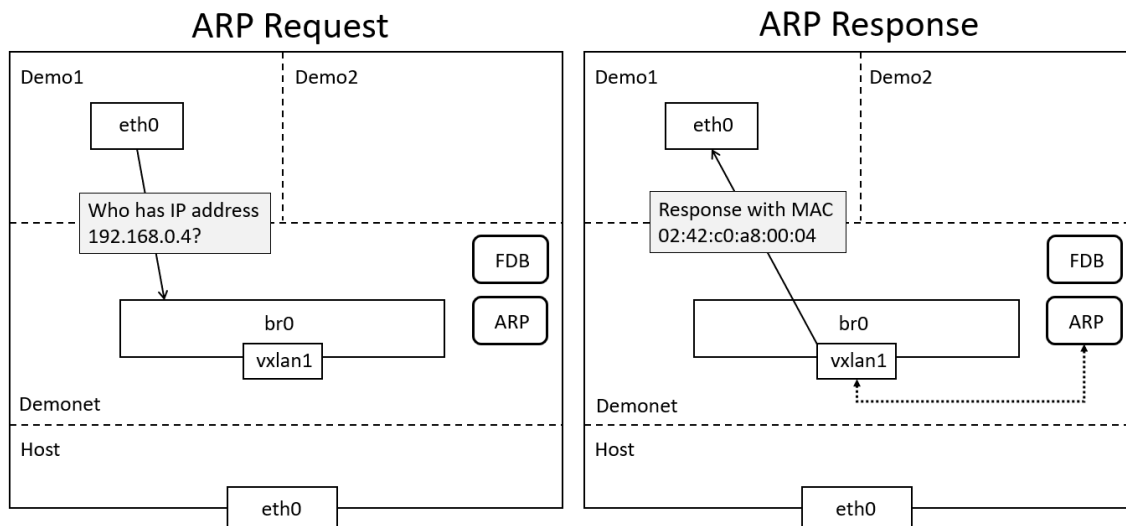 ARP Request
Demo1
Demo2
eth0
Who has IP address
192.168.0.4?
FDB
ARP
br0
vxlan1
Demonet
Host
eth0
ARP Response
Demo1
Demo2
eth0
Response with MAC
02:42:c0:a8:00:04
FDB
ARP
br0
vxlan1
Demonet
Host
eth0